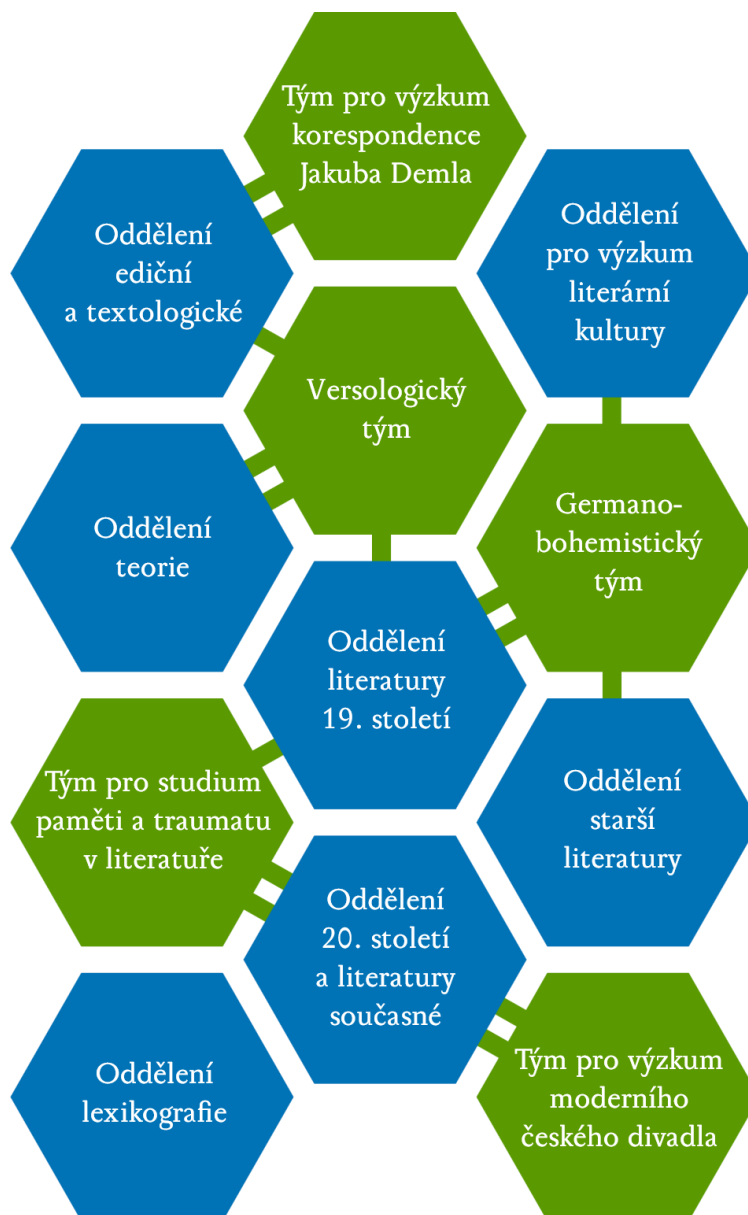 Tým pro výzkum
korespondence
Jakuba Demla
Oddělení
ediční
a textologické
Oddělení
pro výzkum
literární
kultury
Versologický
tým
Oddělení
teorie
Germano-
bohemistický
tým
Oddělení
literatury
19. století
Tým pro studium
paměti a traumatu
v literatuře
Oddělení
starší
literatury
Oddělení
20. století
a literatury
současné
Oddělení
lexikografie
Tým pro výzkum
moderního
českého divadla